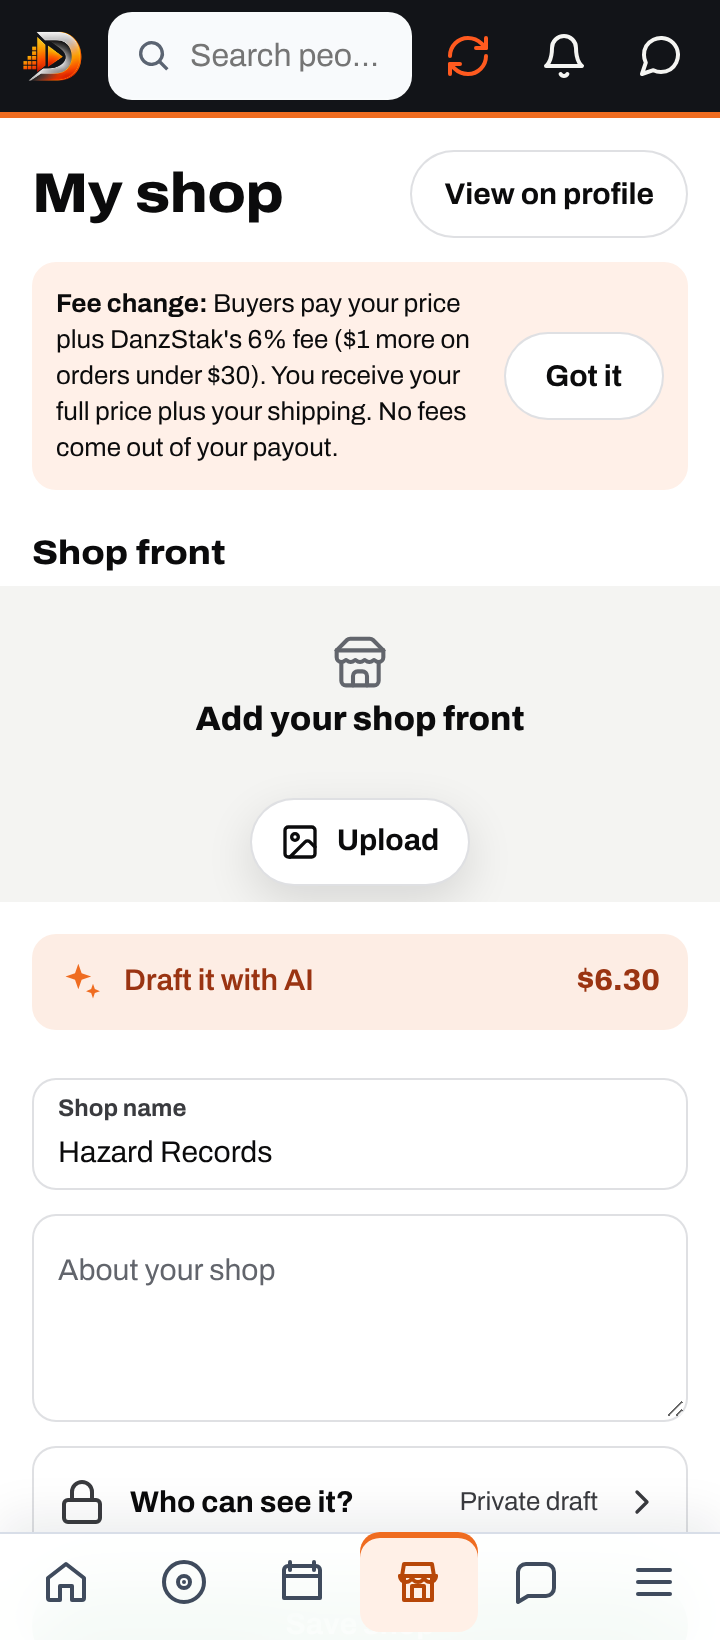 Search peo...
My shop
View on profile
Fee change: Buyers pay your price
plus DanzStak's 6% fee ($1 more on
orders under $30). You receive your
full price plus your shipping. No fees
come out of your payout.
Got it
Shop front
Add your shop front
Upload
Draft it with AI
$6.30
Shop name
Hazard Records
About your shop
Who can see it?
Private draft
Save